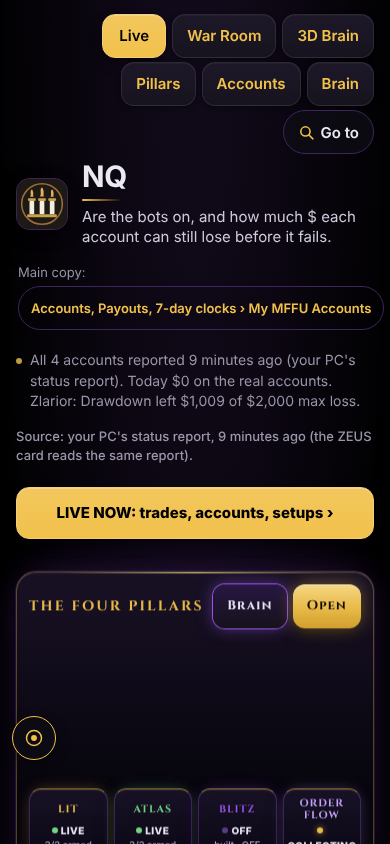 Live
War Room
3D Brain
Pillars
Accounts
Brain
Go to
NQ
Are the bots on, and how much $ each
account can still lose before it fails.
Main copy:
Accounts, Payouts, 7-day clocks › My MFFU Accounts
All 4 accounts reported 9 minutes ago (your PC's
status report). Today $0 on the real accounts.
Zlarior: Drawdown left $1,009 of $2,000 max loss.
Source: your PC's status report, 9 minutes ago (the ZEUS
card reads the same report).
LIVE NOW: trades, accounts, setups ›
THE FOUR PILLARS
BRAIN
OPEN
LIT
ATLAS
BLITZ
ORDER
FLOW
LIVE
LIVE
OFF